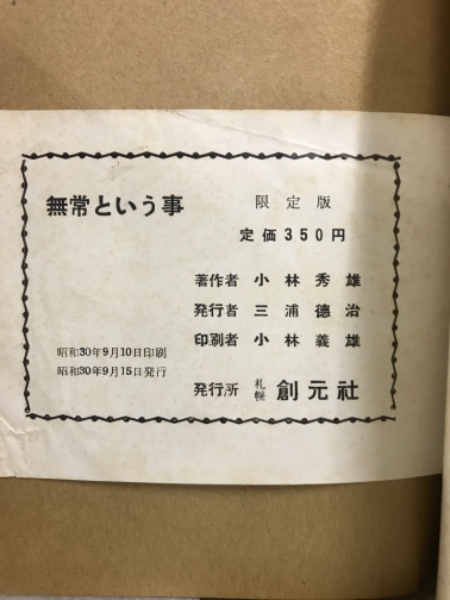 無常という事
限定版
定価350円
著作者 小林秀雄
発行者 三浦徳治
印刷者 小林義雄
昭和30年9月10日印刷
昭和30年9月15日発行
発行所 札幌 創元社